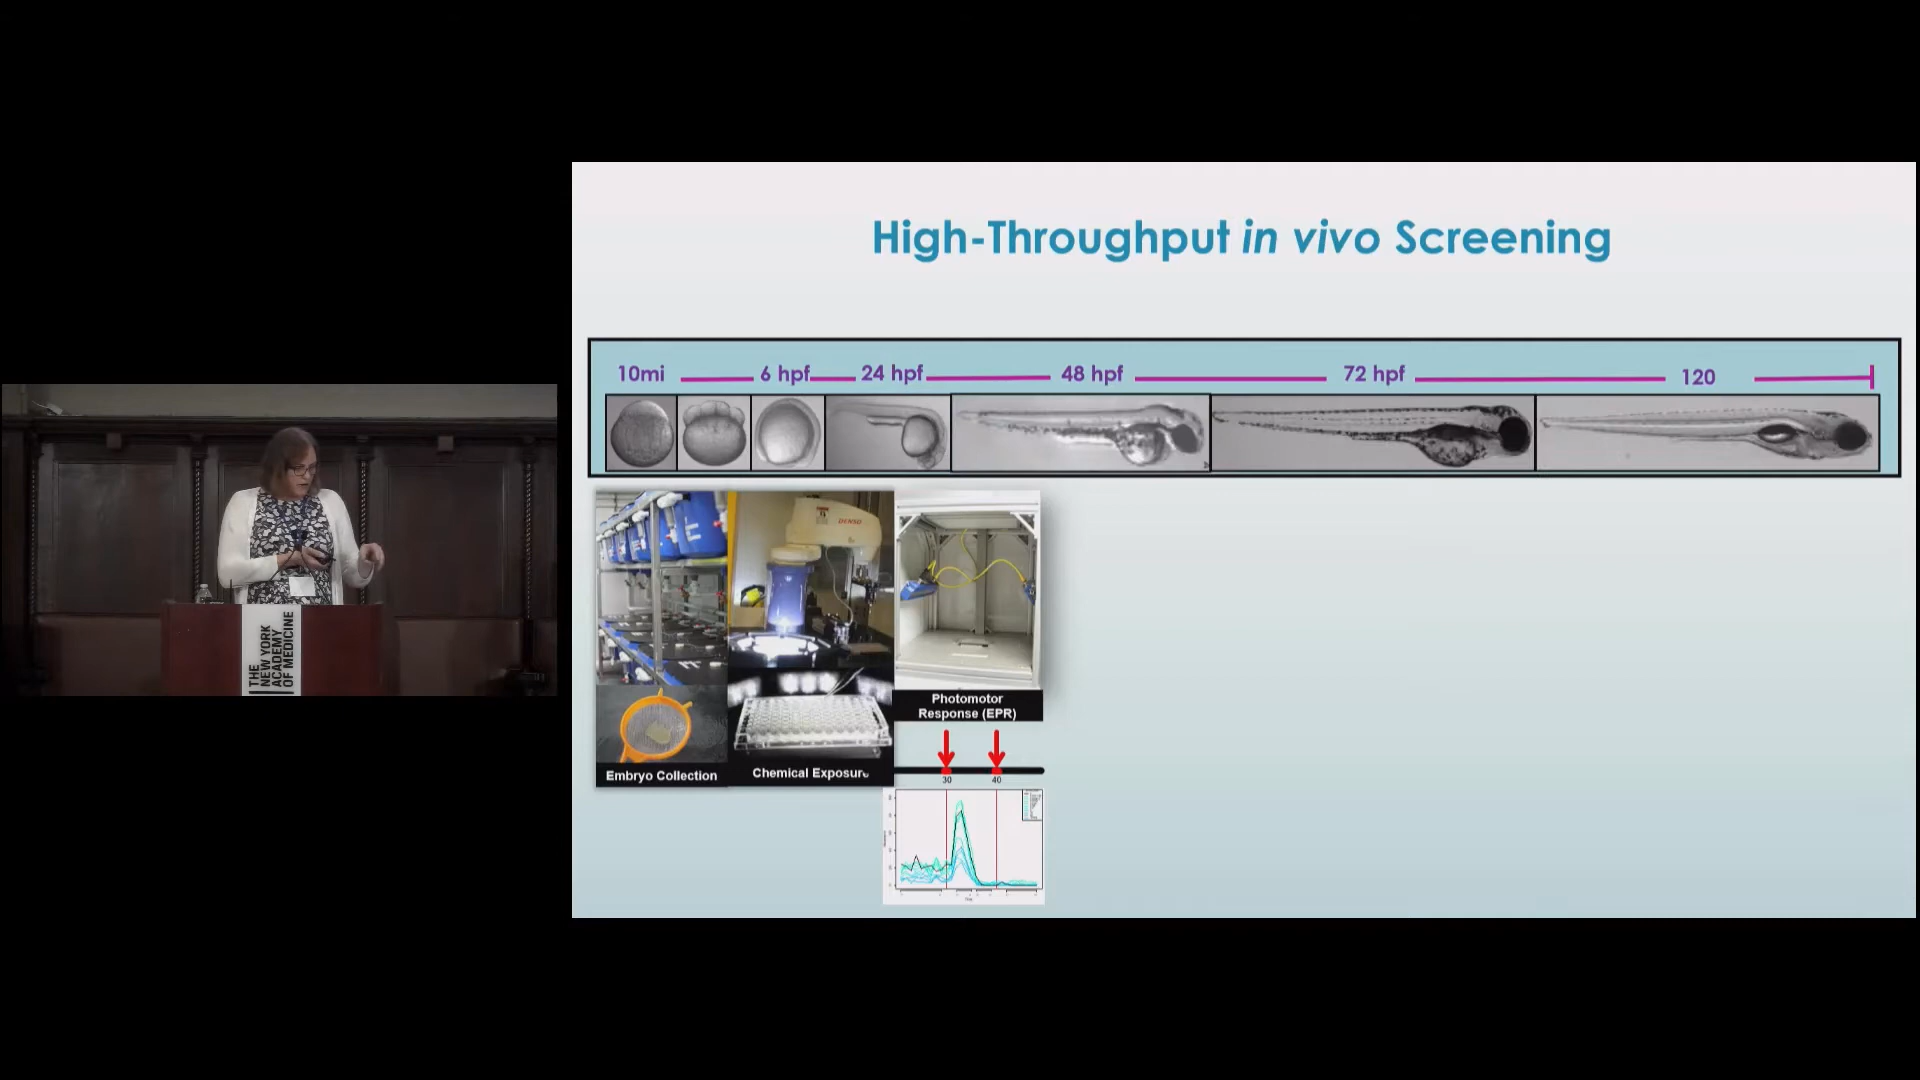 High-Throughput in vivo Screening
10mi 6 hpf 24 hpf 48 hpf 72 hpf 120
DENSO
Photomotor
Response (EPR)
Embryo Collection
Chemical Exposure
30 40
THE
NEW YORK
ACADEMY
OF MEDICINE